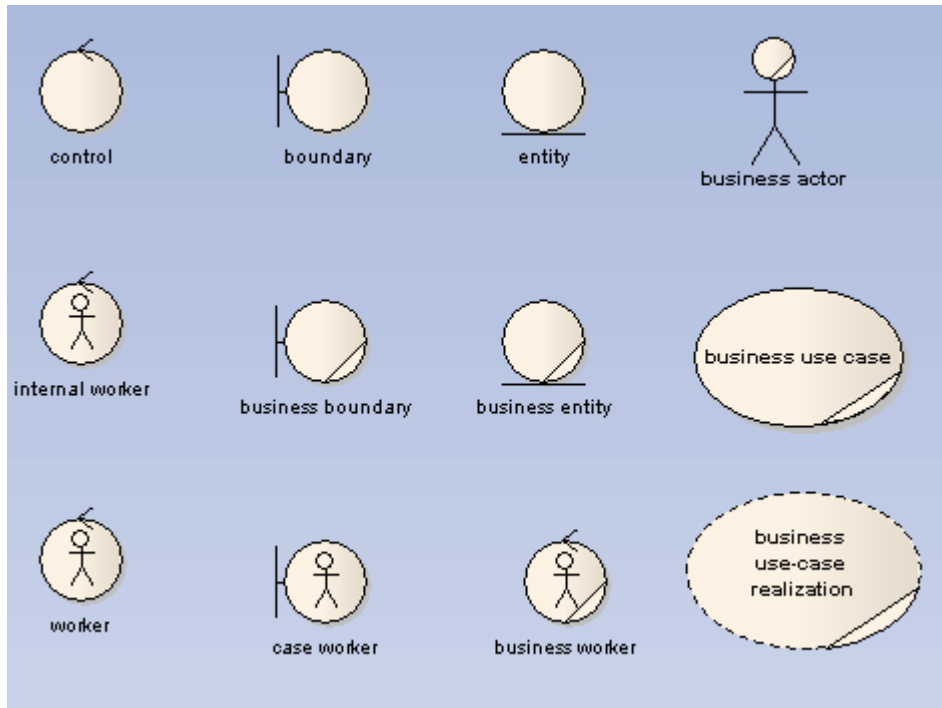 control
boundary
entity
business actor
internal worker
business boundary
business entity
business use case
worker
case worker
business worker
business
use-case
realization